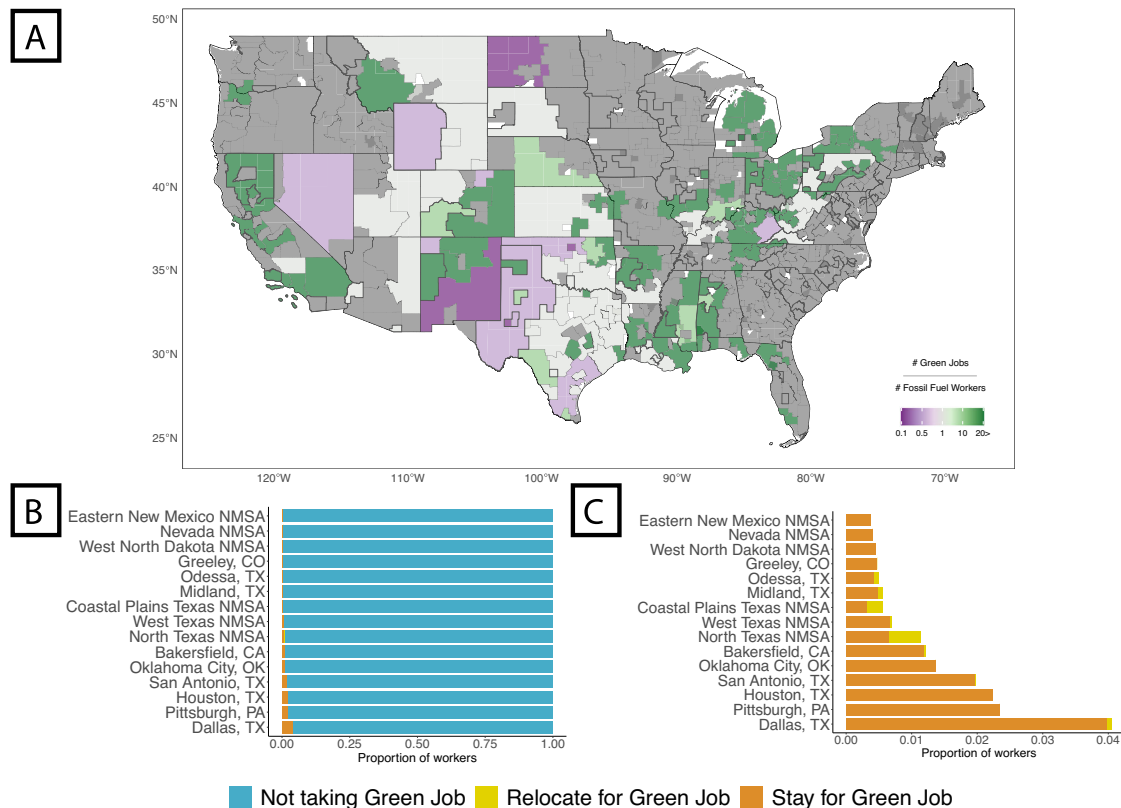 A
50°N
45°N
40°N
35°N
30°N
25°N
# Green Jobs
# Fossil Fuel Workers
0.1 0.5 1 10 20>
120°W 110°W 100°W 90°W 80°W 70°W
B
Eastern New Mexico NMSA
Nevada NMSA
West North Dakota NMSA
Greeley, CO
Odessa, TX
Midland, TX
Coastal Plains Texas NMSA
West Texas NMSA
North Texas NMSA
Bakersfield, CA
Oklahoma City, OK
San Antonio, TX
Houston, TX
Pittsburgh, PA
Dallas, TX
0.00 0.25 0.50 0.75 1.00
Proportion of workers
C
Eastern New Mexico NMSA
Nevada NMSA
West North Dakota NMSA
Greeley, CO
Odessa, TX
Midland, TX
Coastal Plains Texas NMSA
West Texas NMSA
North Texas NMSA
Bakersfield, CA
Oklahoma City, OK
San Antonio, TX
Houston, TX
Pittsburgh, PA
Dallas, TX
0.00 0.01 0.02 0.03 0.04
Proportion of workers
Not taking Green Job Relocate for Green Job Stay for Green Job